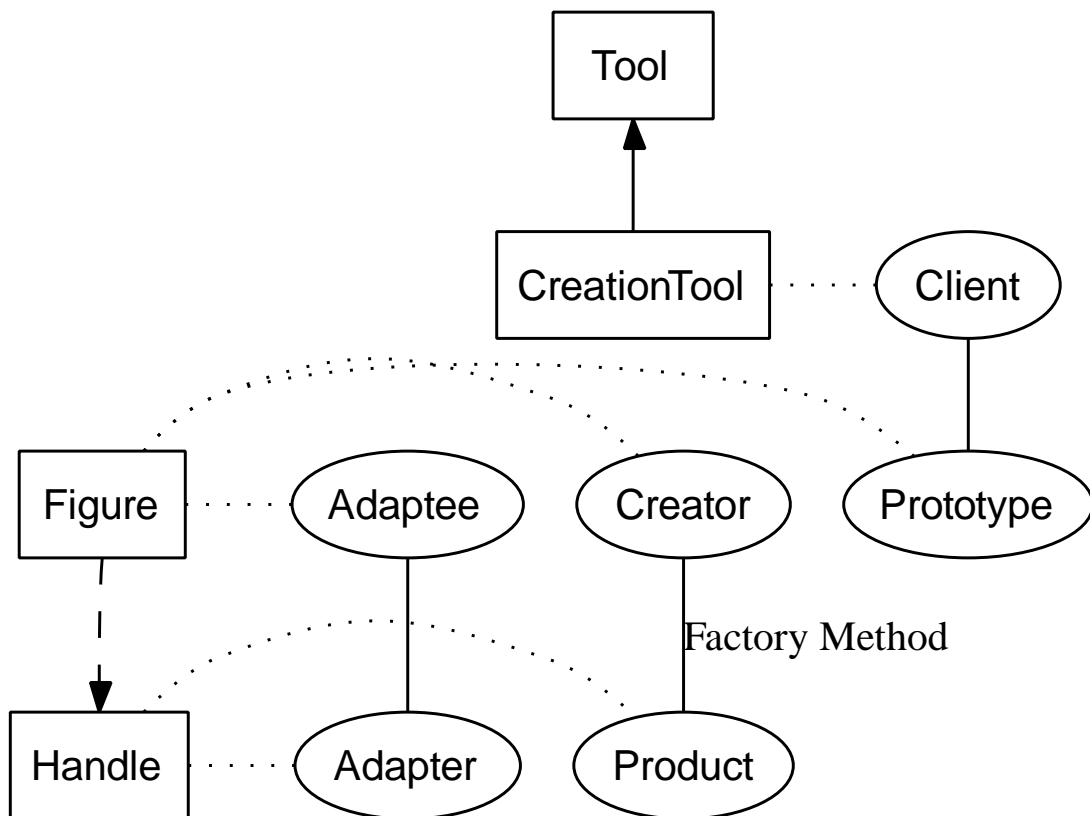 Tool
CreationTool
Client
Figure
Adaptee
Creator
Prototype
Factory Method
Handle
Adapter
Product